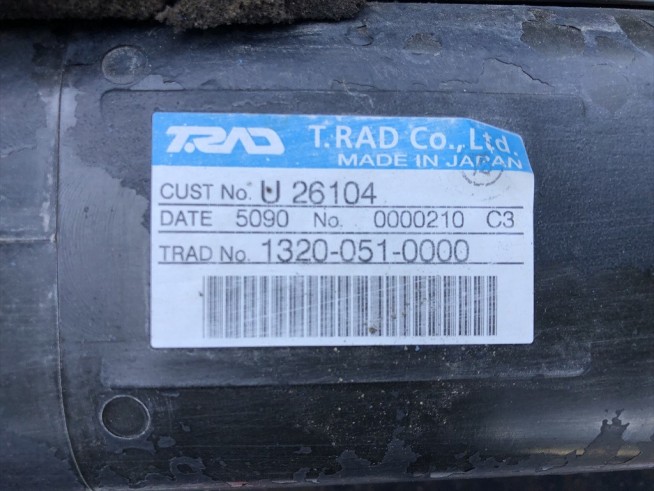 T.RAD T.RAD Co., Ltd.
MADE IN JAPAN
CUST No. U 26104
DATE 5090 No. 0000210 C3
TRAD No. 1320-051-0000